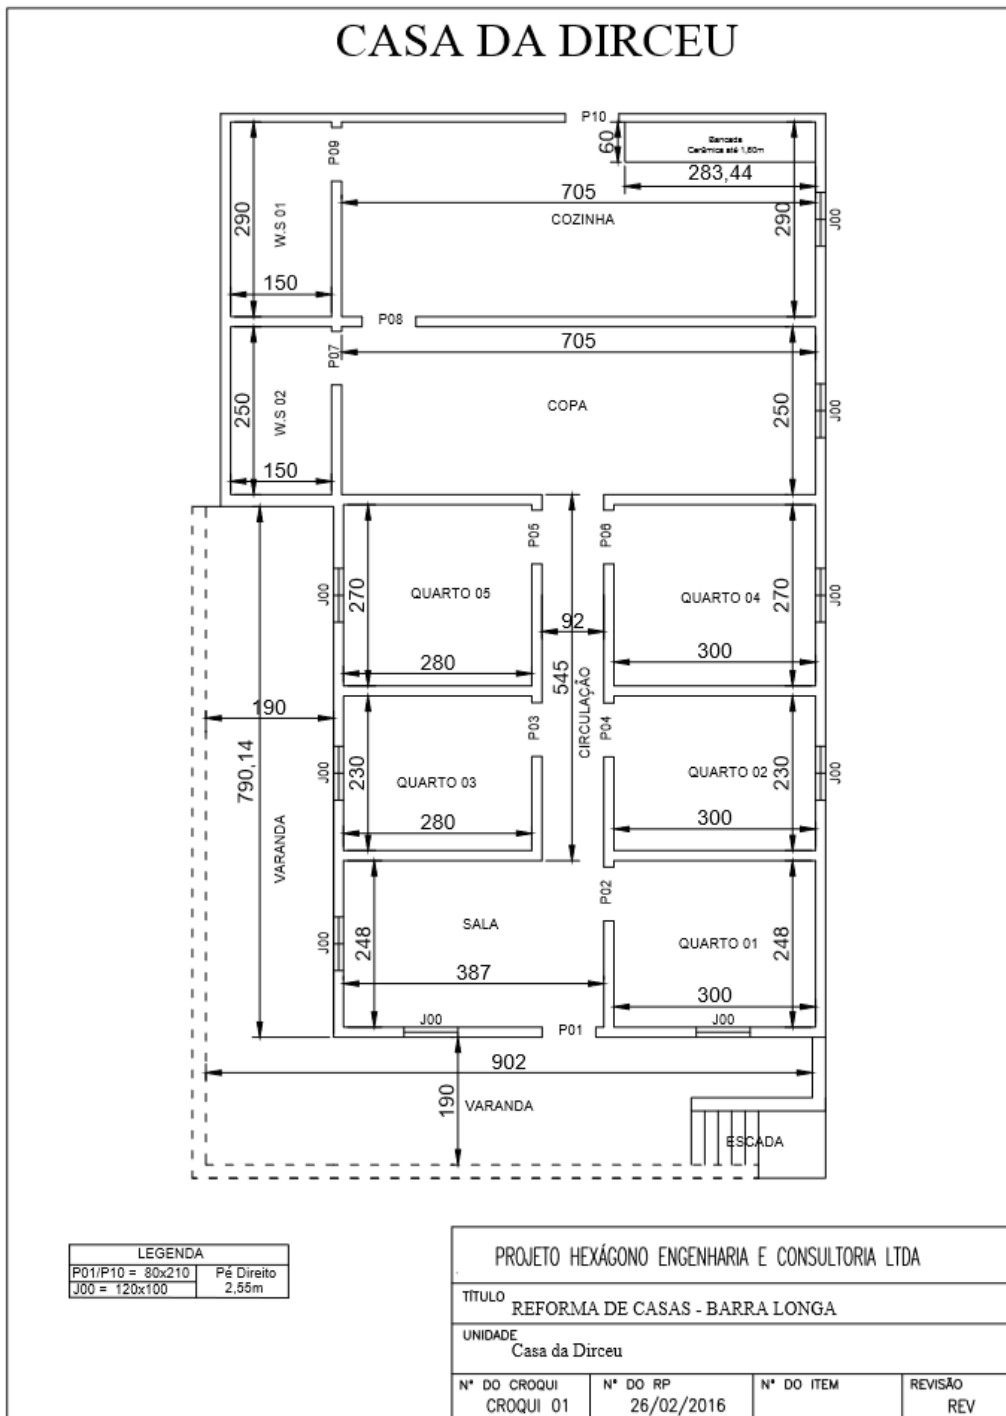 CASA DA DIRCEU
P10
P09
60
Bancada
Cerâmica até 1,80m
283,44
705
COZINHA
290
W.S 01
290
J00
150
P08
P07
705
COPA
250
W.S 02
250
J00
150
P05
P06
J00
270
QUARTO 05
92
QUARTO 04
270
J00
280
545
CIRCULAÇÃO
300
190
790,14
P03
P04
J00
230
QUARTO 03
QUARTO 02
230
J00
280
300
VARANDA
P02
J00
248
SALA
QUARTO 01
248
387
300
J00
P01
J00
902
190
VARANDA
ESCADA
LEGENDA
P01/P10 = 80x210
Pé Direito
J00 = 120x100
2,55m
PROJETO HEXÁGONO ENGENHARIA E CONSULTORIA LTDA
TÍTULO
REFORMA DE CASAS - BARRA LONGA
UNIDADE
Casa da Dirceu
N° DO CROQUI
N° DO RP
N° DO ITEM
REVISÃO
CROQUI 01
26/02/2016
REV